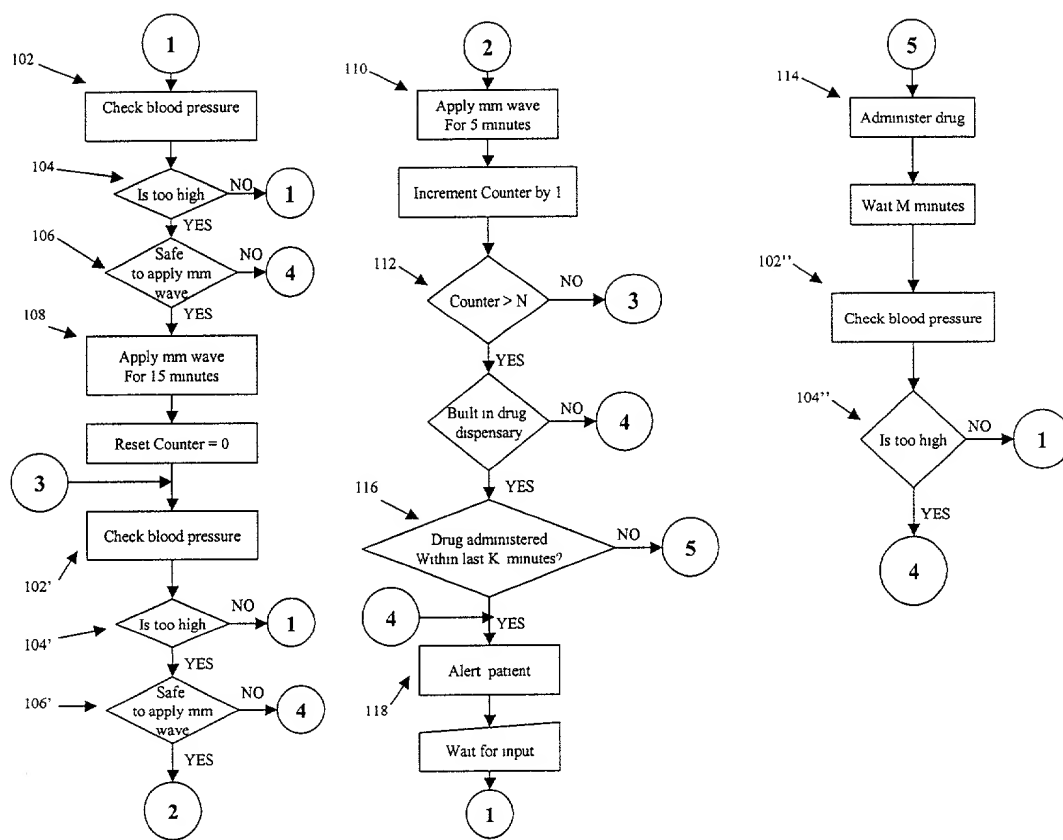 1
102
Check blood pressure
104
Is too high
NO
1
YES
106
Safe
to apply mm
wave
NO
4
YES
108
Apply mm wave
For 15 minutes
Reset Counter = 0
3
Check blood pressure
102'
Is too high
NO
1
104'
YES
106'
Safe
to apply mm
wave
NO
4
YES
2
2
110
Apply mm wave
For 5 minutes
Increment Counter by 1
112
Counter > N
NO
3
YES
Built in drug
dispensary
NO
4
YES
116
Drug administered
Within last K minutes?
NO
5
4
YES
Alert patient
118
Wait for input
1
5
114
Administer drug
Wait M minutes
102''
Check blood pressure
104''
Is too high
NO
1
YES
4